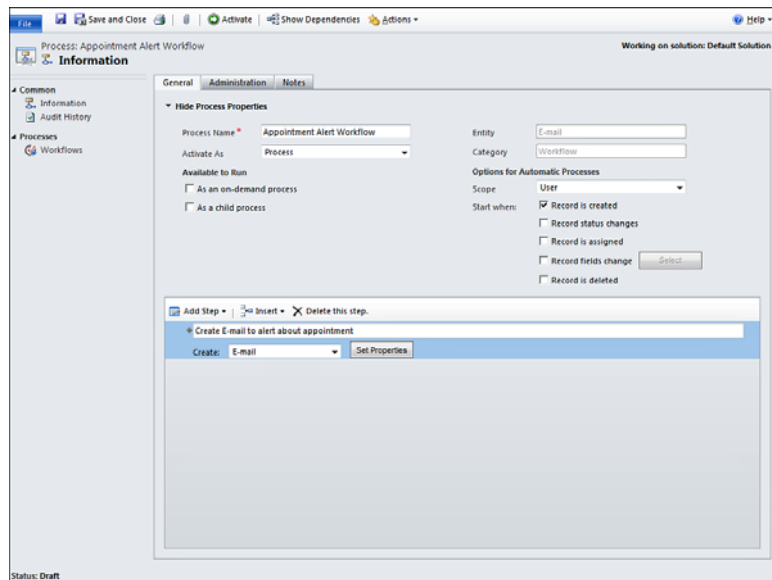 File Save and Close Activate Show Dependencies Actions Help
Process: Appointment Alert Workflow
Information
Working on solution: Default Solution
Common
Information
Audit History
Processes
Workflows
General Administration Notes
Hide Process Properties
Process Name * Appointment Alert Workflow
Activate As Process
Available to Run
As an on-demand process
As a child process
Entity E-mail
Category Workflow
Options for Automatic Processes
Scope User
Start when: Record is created
Record status changes
Record is assigned
Record fields change Select
Record is deleted
Add Step Insert Delete this step.
Create E-mail to alert about appointment
Create: E-mail Set Properties
Status: Draft